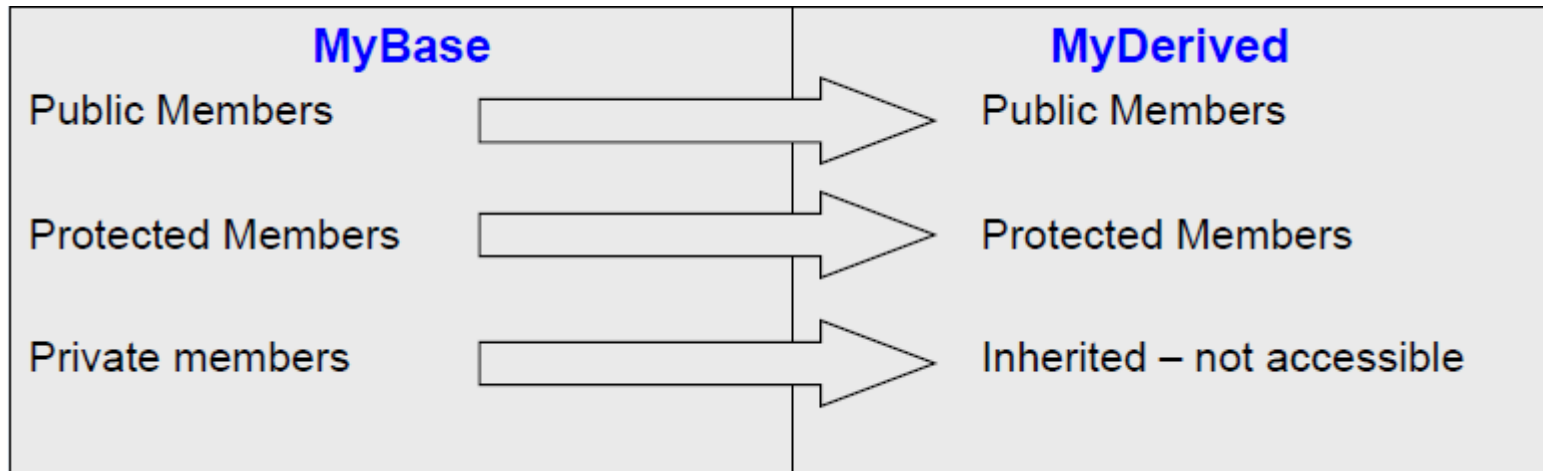 MyBase
MyDerived
Public Members
Public Members
Protected Members
Protected Members
Private members
Inherited – not accessible